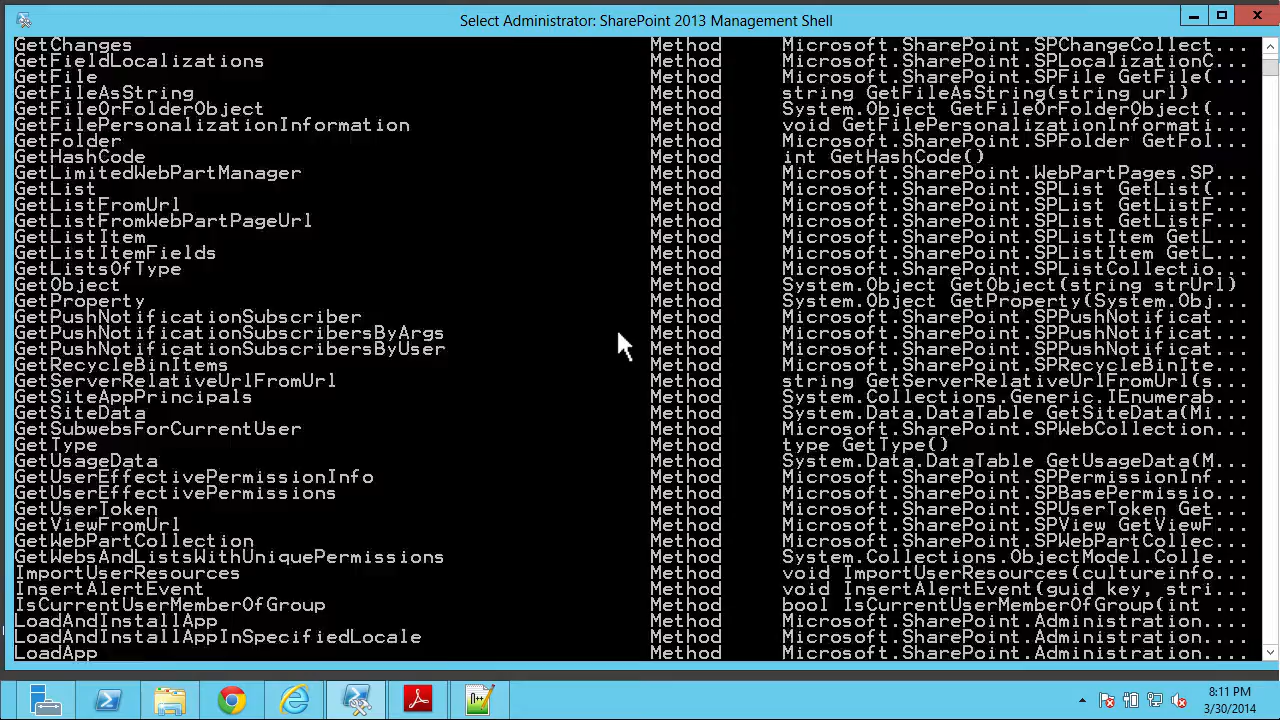 Select Administrator: SharePoint 2013 Management Shell
GetChanges Method Microsoft.SharePoint.SPChangeCollect...
GetFieldLocalizations Method Microsoft.SharePoint.SPLocalizationC...
GetFile Method Microsoft.SharePoint.SPFile GetFile(...
GetFileAsString Method string GetFileAsString(string url)
GetFileOrFolderObject Method System.Object GetFileOrFolderObject(...
GetFilePersonalizationInformation Method void GetFilePersonalizationInformati...
GetFolder Method Microsoft.SharePoint.SPFolder GetFol...
GetHashCode Method int GetHashCode()
GetLimitedWebPartManager Method Microsoft.SharePoint.WebPartPages.SP...
GetList Method Microsoft.SharePoint.SPList GetList(...
GetListFromUrl Method Microsoft.SharePoint.SPList GetListF...
GetListFromWebPartPageUrl Method Microsoft.SharePoint.SPList GetListF...
GetListItem Method Microsoft.SharePoint.SPListItem GetL...
GetListItemFields Method Microsoft.SharePoint.SPListItem GetL...
GetListsOfType Method Microsoft.SharePoint.SPListCollectio...
GetObject Method System.Object GetObject(string strUrl)
GetProperty Method System.Object GetProperty(System.Obj...
GetPushNotificationSubscriber Method Microsoft.SharePoint.SPPushNotificat...
GetPushNotificationSubscribersByArgs Method Microsoft.SharePoint.SPPushNotificat...
GetPushNotificationSubscribersByUser Method Microsoft.SharePoint.SPPushNotificat...
GetRecycleBinItems Method Microsoft.SharePoint.SPRecycleBinIte...
GetServerRelativeUrlFromUrl Method string GetServerRelativeUrlFromUrl(s...
GetSiteAppPrincipals Method System.Collections.Generic.IEnumerab...
GetSiteData Method System.Data.DataTable GetSiteData(Mi...
GetSubwebsForCurrentUser Method Microsoft.SharePoint.SPWebCollection...
GetType Method type GetType()
GetUsageData Method System.Data.DataTable GetUsageData(M...
GetUserEffectivePermissionInfo Method Microsoft.SharePoint.SPPermissionInf...
GetUserEffectivePermissions Method Microsoft.SharePoint.SPBasePermissio...
GetUserToken Method Microsoft.SharePoint.SPUserToken Get...
GetViewFromUrl Method Microsoft.SharePoint.SPView GetViewF...
GetWebPartCollection Method Microsoft.SharePoint.SPWebPartCollec...
GetWebsAndListsWithUniquePermissions Method System.Collections.ObjectModel.Colle...
ImportUserResources Method void ImportUserResources(cultureinfo...
InsertAlertEvent Method void InsertAlertEvent(guid key, stri...
IsCurrentUserMemberOfGroup Method bool IsCurrentUserMemberOfGroup(int ...
LoadAndInstallApp Method Microsoft.SharePoint.Administration....
LoadAndInstallAppInSpecifiedLocale Method Microsoft.SharePoint.Administration....
LoadApp Method Microsoft.SharePoint.Administration....
8:11 PM
3/30/2014